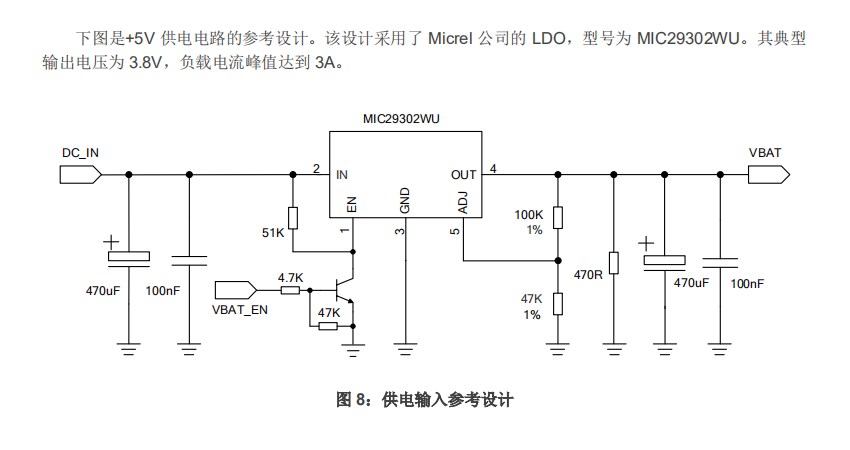 下图是+5V 供电电路的参考设计。该设计采用了 Micrel 公司的 LDO，型号为 MIC29302WU。其典型
输出电压为 3.8V，负载电流峰值达到 3A。
MIC29302WU
DC_IN
VBAT
2
IN
OUT
4
EN
GND
ADJ
1
3
5
51K
100K
1%
4.7K
470R
470uF
100nF
VBAT_EN
47K
47K
1%
470uF
100nF
图 8：供电输入参考设计